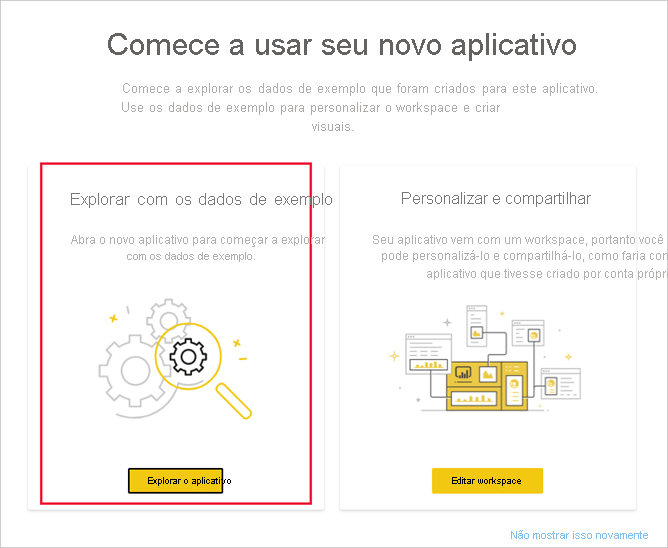 Comece a usar seu novo aplicativo
Comece a explorar os dados de exemplo que foram criados para este aplicativo.
Use os dados de exemplo para personalizar o workspace e criar
visuais.
Explorar com os dados de exemplo
Abra o novo aplicativo para começar a explorar
com os dados de exemplo.
Explorar o aplicativo
Personalizar e compartilhar
Seu aplicativo vem com um workspace, portanto você
pode personalizá-lo e compartilhá-lo, como faria con
aplicativo que tivesse criado por conta própri
Editar workspace
Não mostrar isso novamente